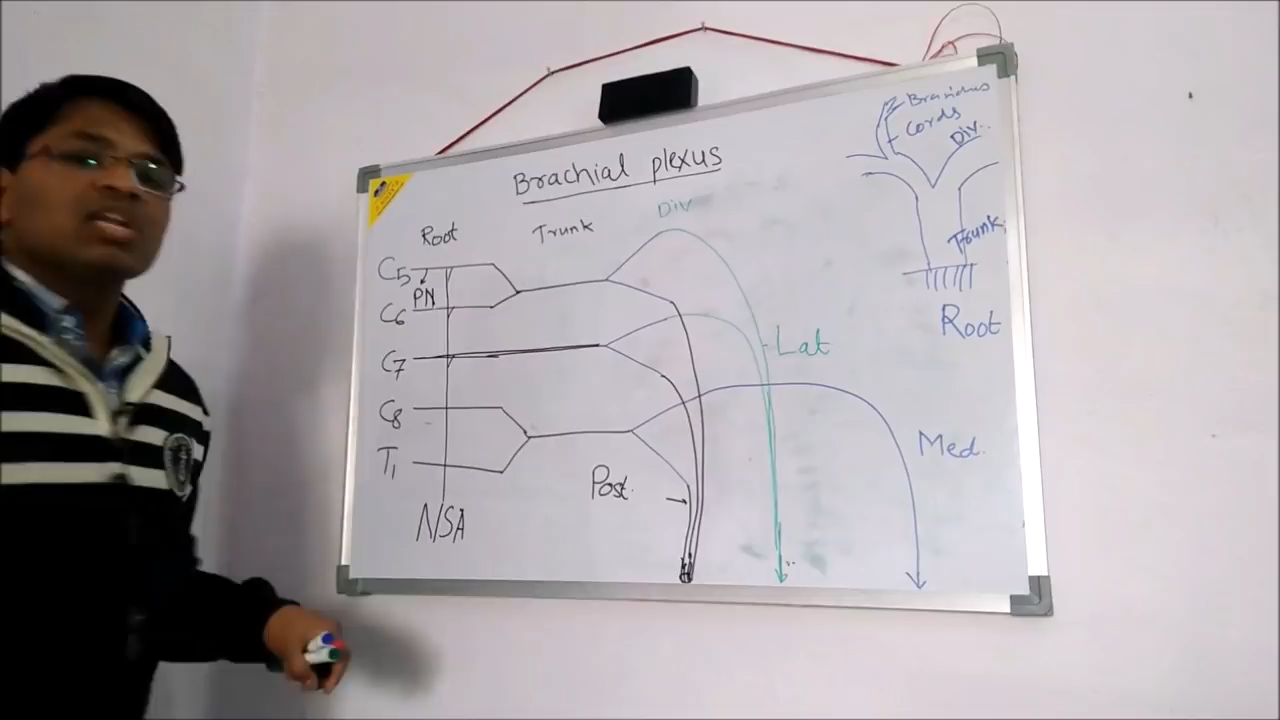 Brachial plexus
Root Trunk Div
C5
PN
C6
C7
C8
T1
N/SA
Post.
Lat
Med.
Branches
Cords
Div..
Trunk
Root